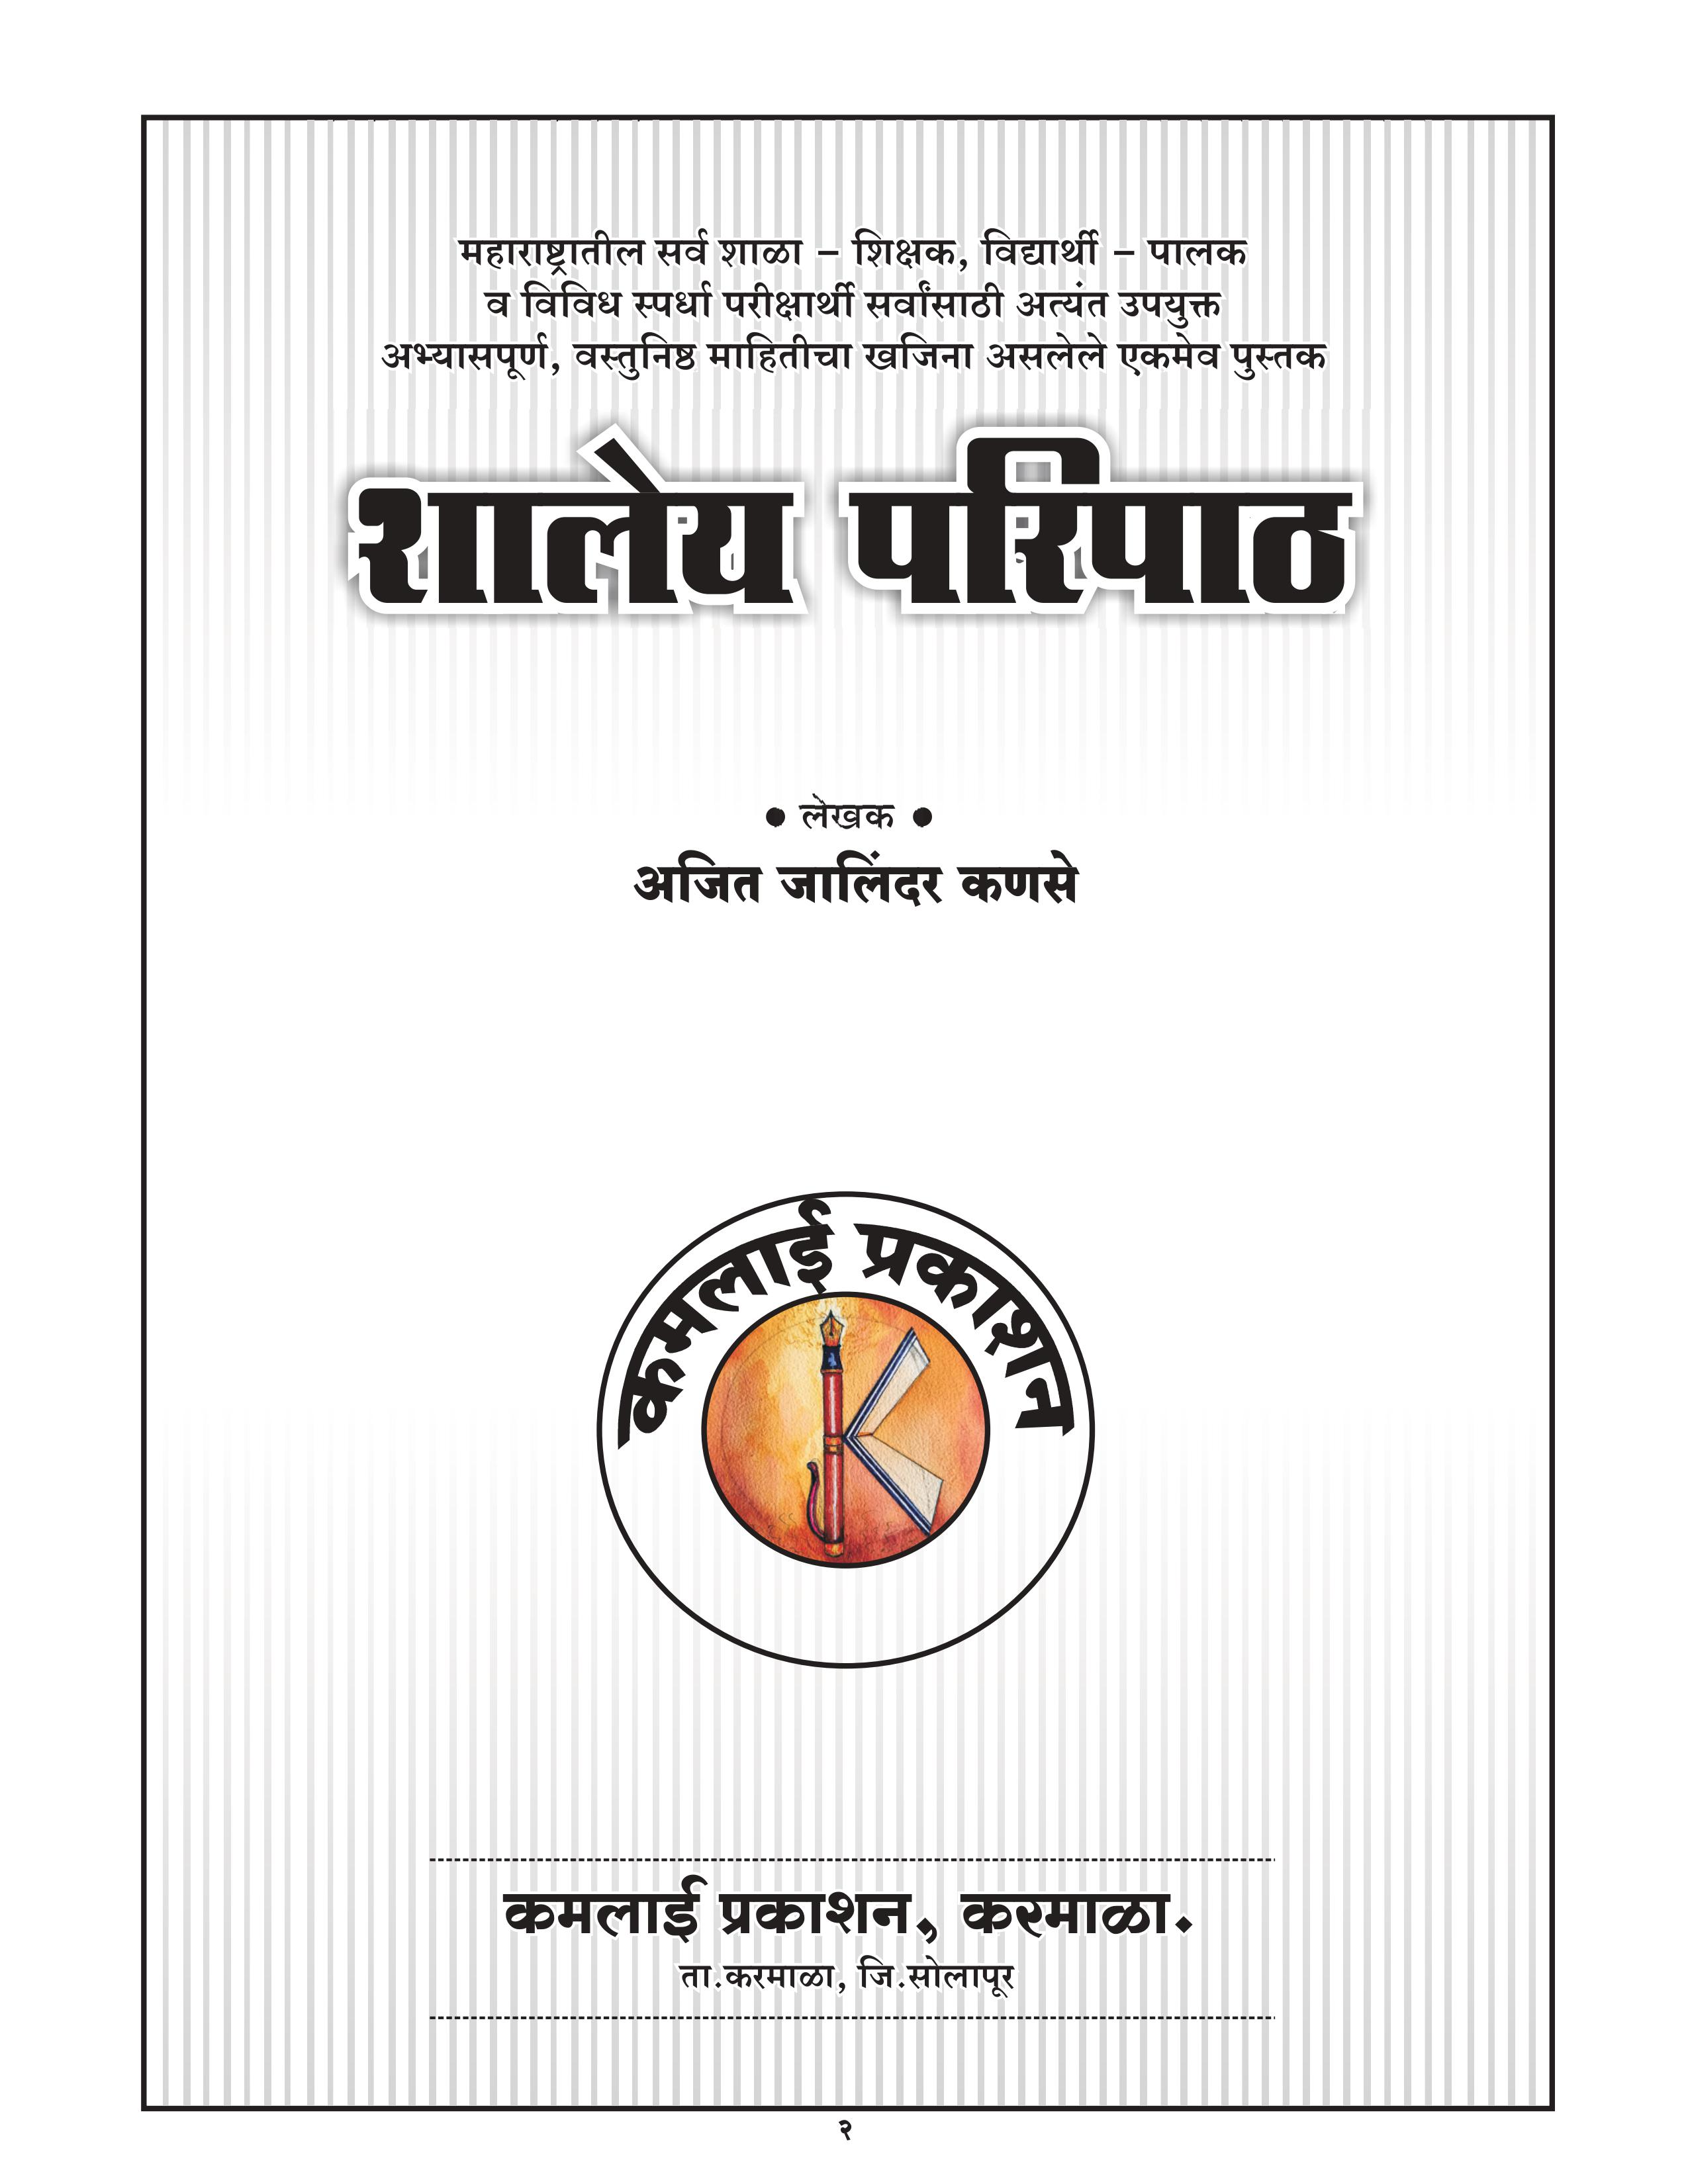 महाराष्ट्रातील सर्व शाळा – शिक्षक, विद्यार्थी – पालक
व विविध स्पर्धा परीक्षार्थी सर्वांसाठी अत्यंत उपयुक्त
अभ्यासपूर्ण, वस्तुनिष्ठ माहितीचा खजिना असलेले एकमेव पुस्तक
शालेय परिपाठ
● लेखक ●
अजित जालिंदर कणसे
कमलाई प्रकाशन
कमलाई प्रकाशन, करमाळा.
ता.करमाळा, जि.सोलापूर
२